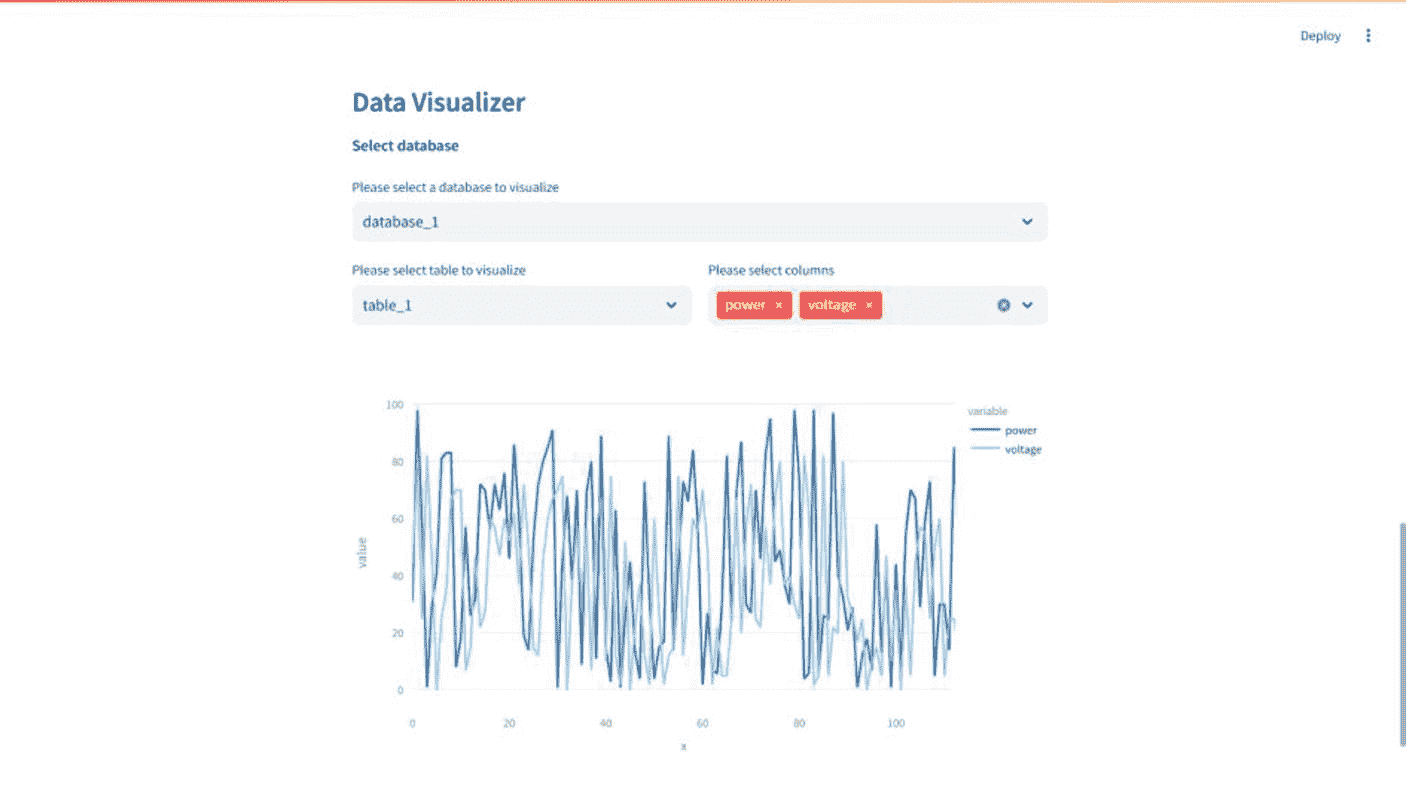 Deploy
Data Visualizer
Select database
Please select a database to visualize
database_1
Please select table to visualize
Please select columns
table_1
power ×
voltage ×
100
80
60
40
20
0
value
0
20
40
60
80
100
x
variable
power
voltage